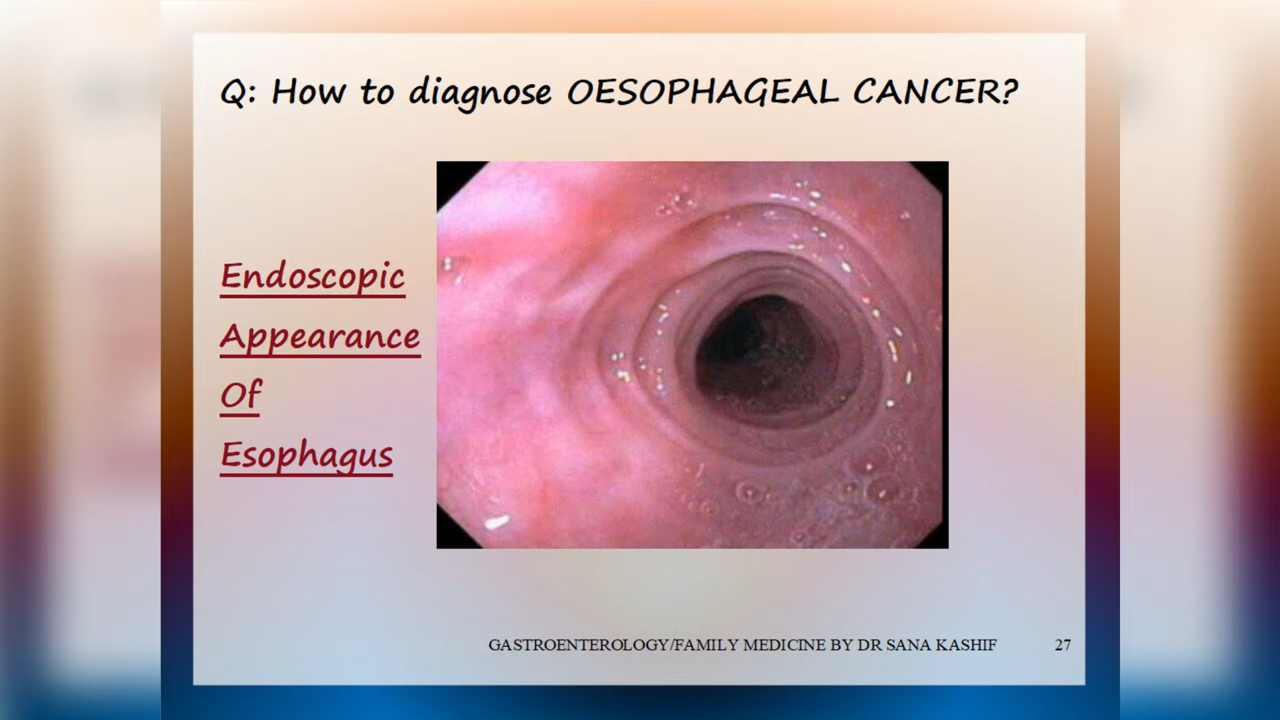 Q: How to diagnose OESOPHAGEAL CANCER?
Endoscopic
Appearance
Of
Esophagus
GASTROENTEROLOGY/FAMILY MEDICINE BY DR SANA KASHIF 27